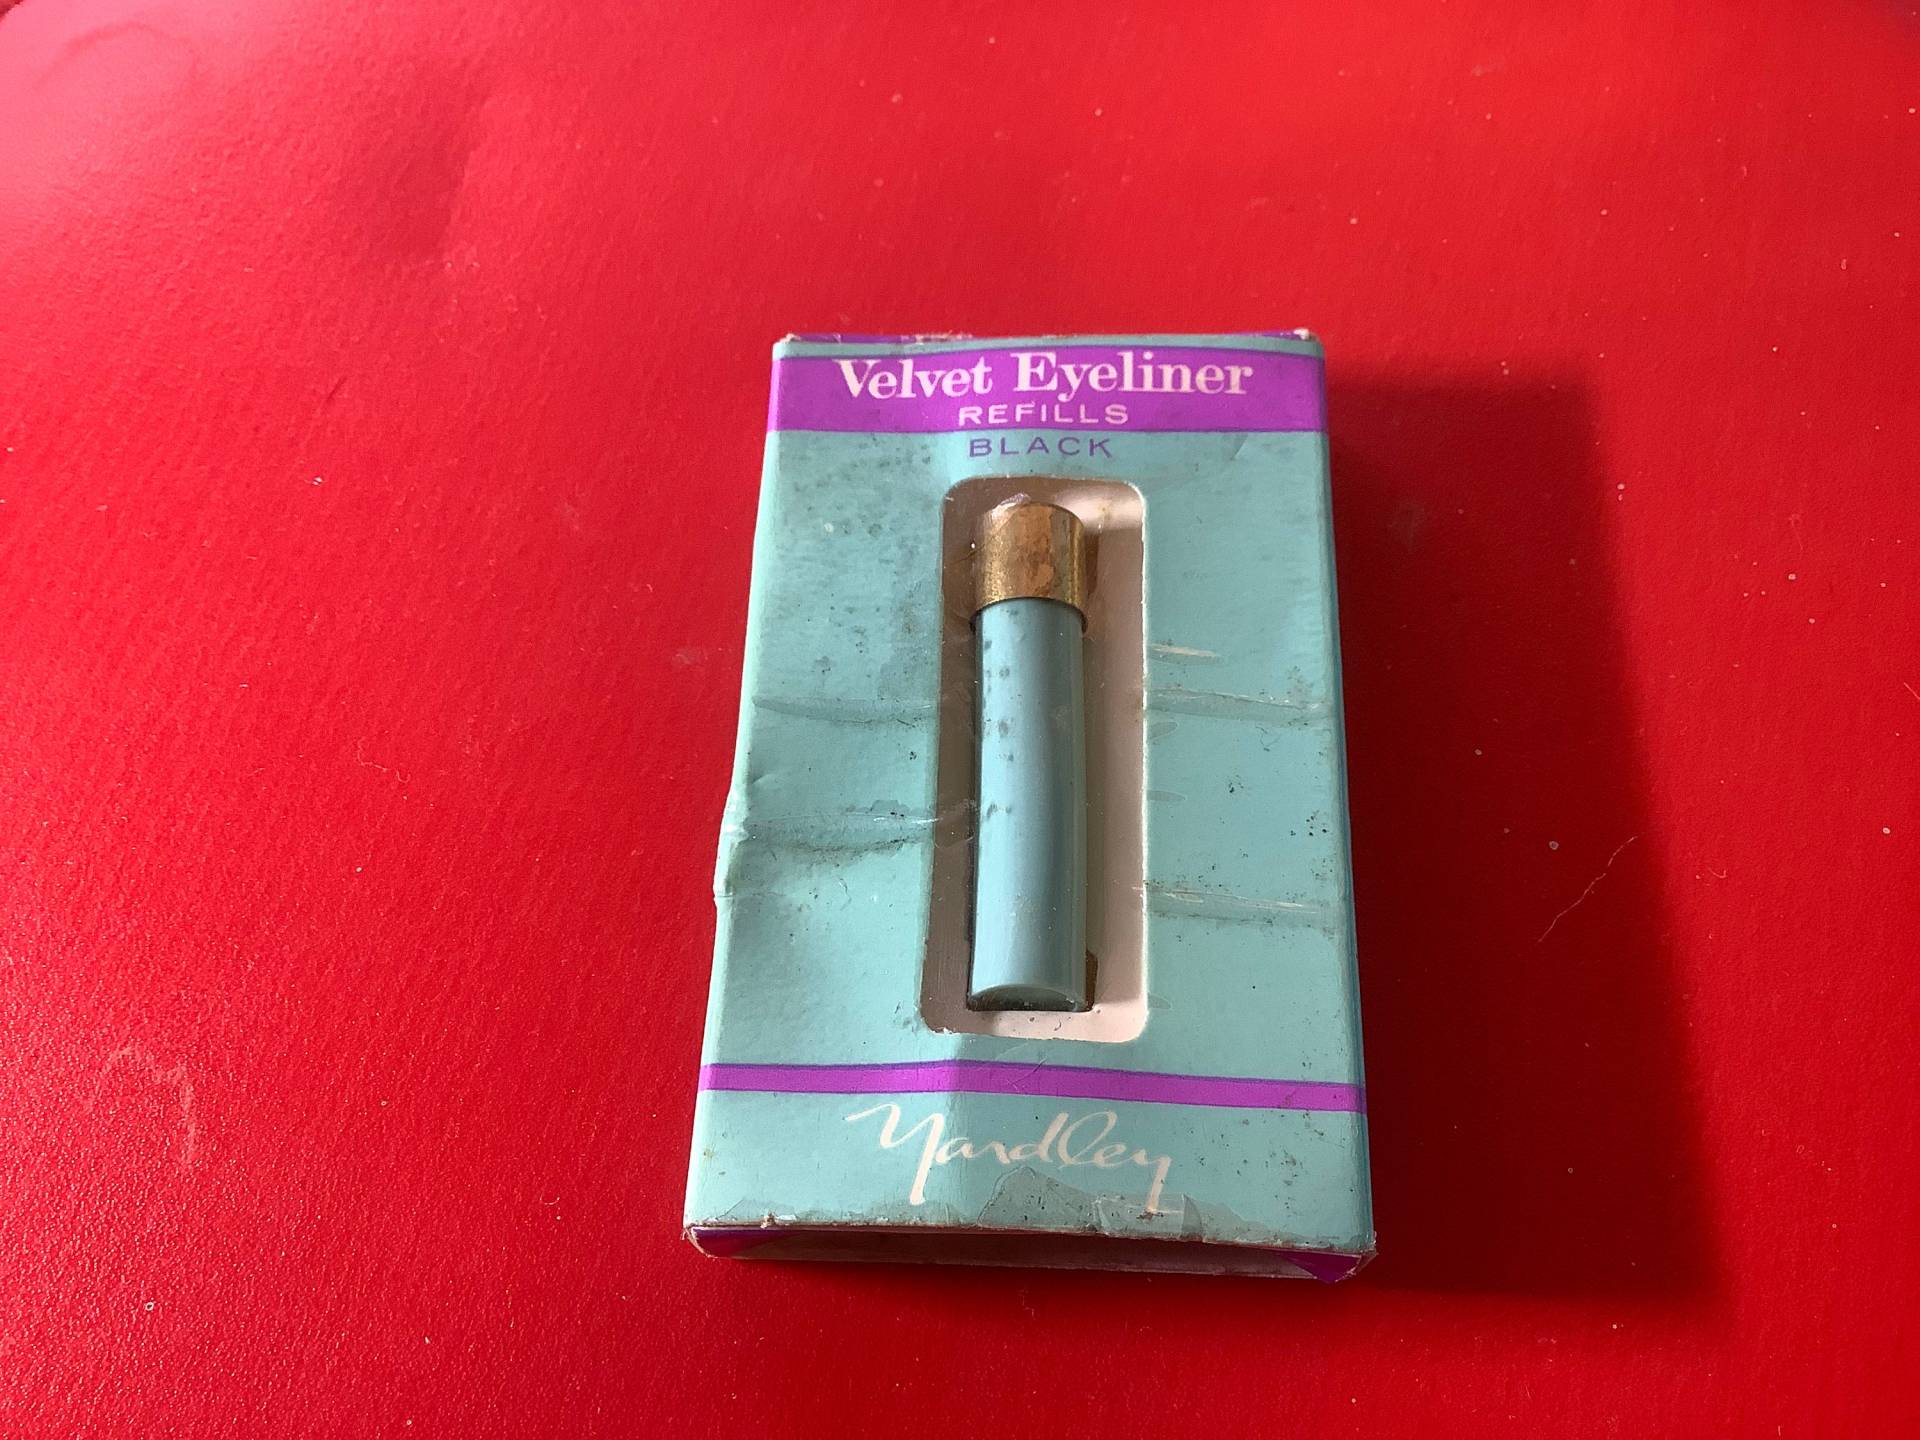 Velvet Eyeliner
REFILLS
BLACK
Yardley